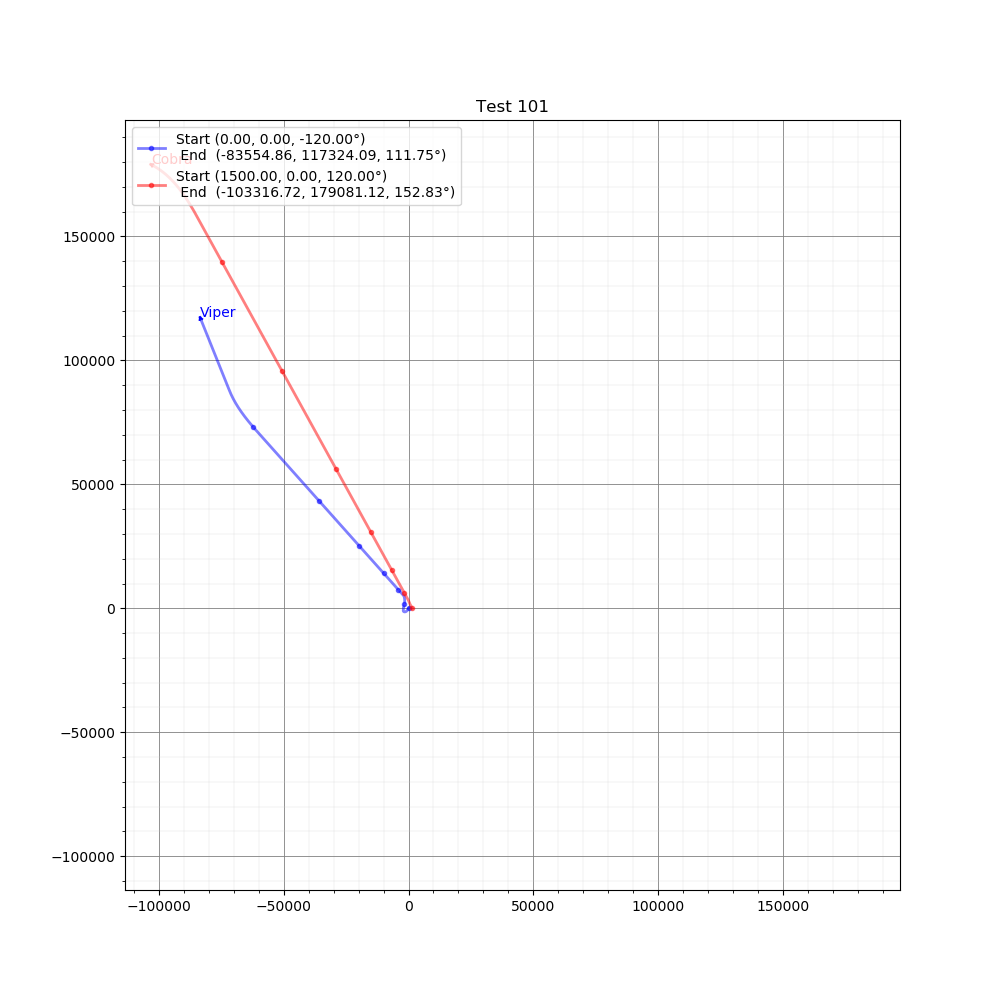 Test 101
Start (0.00, 0.00, -120.00°)
End (-83554.86, 117324.09, 111.75°)
Start (1500.00, 0.00, 120.00°)
End (-103316.72, 179081.12, 152.83°)
Cobra
Viper
150000
100000
50000
0
−50000
−100000
−100000 −50000 0 50000 100000 150000